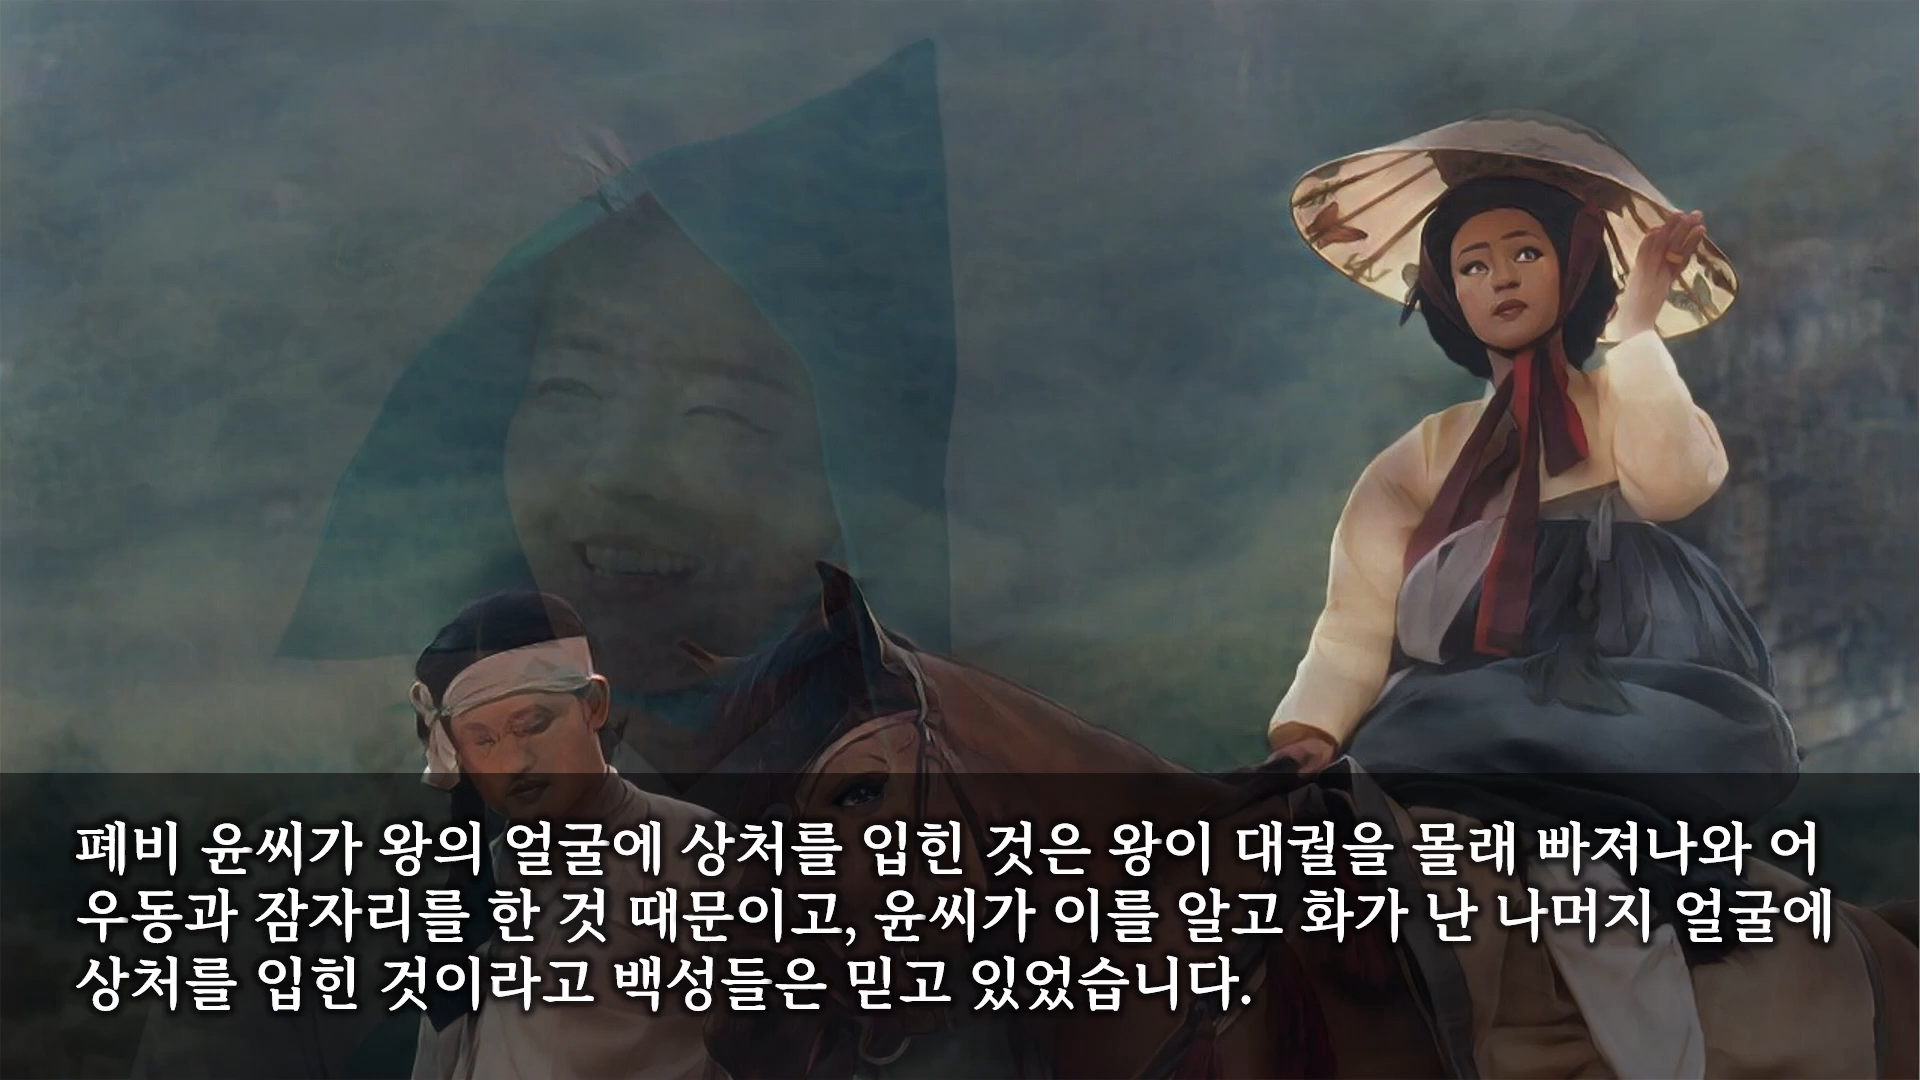 폐비 윤씨가 왕의 얼굴에 상처를 입힌 것은 왕이 대궐을 몰래 빠져나와 어
우동과 잠자리를 한 것 때문이고, 윤씨가 이를 알고 화가 난 나머지 얼굴에
상처를 입힌 것이라고 백성들은 믿고 있었습니다.